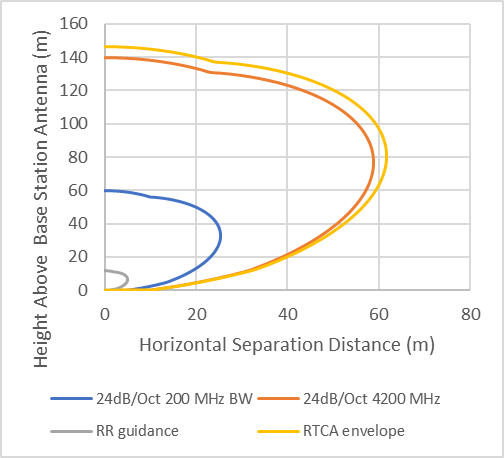 Height Above Base Station Antenna (m)
160
140
120
100
80
60
40
20
0
0 20 40 60 80
Horizontal Separation Distance (m)
24dB/Oct 200 MHz BW 24dB/Oct 4200 MHz
RR guidance RTCA envelope